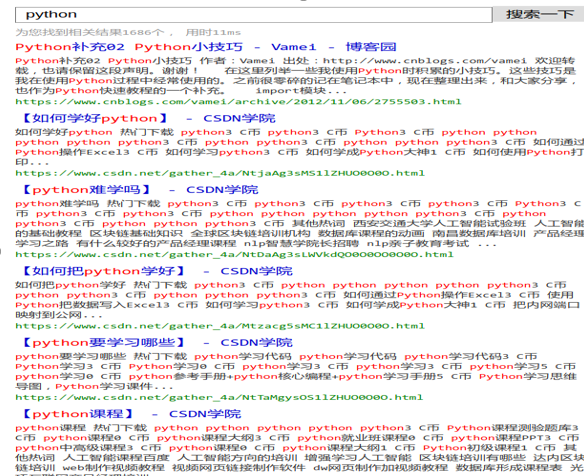 python 搜索一下
为您找到相关结果1686个， 用时11ms
Python补充02 Python小技巧 - Vamei - 博客园
Python补充02 Python小技巧 作者：Vamei 出处：http://www.cnblogs.com/vamei 欢迎转
载，也请保留这段声明。谢谢！ 在这里列举一些我使用Python时积累的小技巧。这些技巧是
我在使用Python过程中经常使用的。之前很零碎的记在笔记本中，现在整理出来，和大家分享，
也作为Python快速教程的一个补充。 import模块...
https://www.cnblogs.com/vamei/archive/2012/11/06/2755503.html
【如何学好python】 - CSDN学院
如何学好python 热门下载 python3 C币 python3 C币 Python3 C币 python python
python python python3 C币 python3 C币 python python python python3 C币 如何通过
Python操作Excel3 C币 如何学习python3 C币 如何学成Python大神1 C币 如何使用Python打
印...
https://www.csdn.net/gather_4a/NtjaAg3sMS1lZHUO0O0O.html
【python难学吗】 - CSDN学院
python难学吗 热门下载 python3 C币 Python3 C币 python3 C币 python3 C币 python3 C
币 python3 C币 python python python python3 C币 python python python
python3 C币 python python python python3 C币 其他热词 西安交通大学人工智能试验班 人工智能
的基础教程 区块链基础知识 全球区块链培训机构 数据库课程的动画 南昌数据库培训 产品经理
学习之路 有什么较好的产品经理课程 nlp智慧学院长招聘 nlp亲子教育考试 ...
https://www.csdn.net/gather_4a/NtDaAg3sLWVkdQO0O0OO0O0O.html
【如何把python学好】 - CSDN学院
如何把python学好 热门下载 python3 C币 python3 C币 python3 C币 python python
python3 C币 python python python python3 C币 如何通过Python操作Excel3 C币 使用
Python把数据写入Excel3 C币 如何学习python3 C币 如何学成Python大神1 C币 把内网端口
映射到公网...
https://www.csdn.net/gather_4a/Mtzacg5sMC1lZHUO0O0O.html
【python要学习哪些】 - CSDN学院
python要学习哪些 热门下载 python学习代码 python学习代码 python学习代码3 C币
Python学习3 C币 Python学习0 C币 python学习3 C币 Python学习3 C币 python学习5 C币
python学习0 C币 python参考手册+python核心编程+python学习手册5 C币 Python学习思维
导图，Python学习课件...
https://www.csdn.net/gather_4a/NtTaMgysOS1lZHUO0O0O.html
【python课程】 - CSDN学院
python课程 热门下载 python python python python python3 C币 Python课程测验题库3
C币 python课程0 C币 python课程大纲3 C币 python就业班课程0 C币 python课程PPT3 C币
python中高级课程3 C币 python课程0 C币 python课程大纲1 C币 Python初级课程1 C币 其
他热词 人工智能课程百度 人工智能方向的培训 增强学习人工智能 区块链培训有哪些 达内区块
链培训 web制作视频教程 视频网页链接制作软件 dw网页制作加视频教程 数据库形成课程表 交